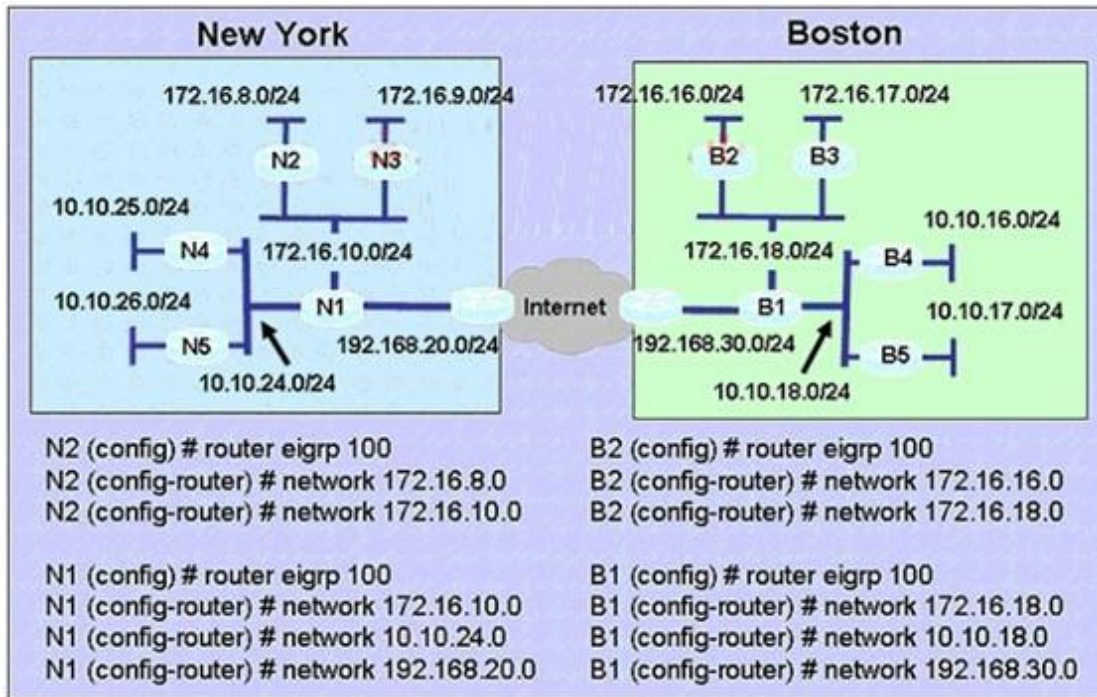 New York
Boston
172.16.8.0/24
172.16.9.0/24
172.16.16.0/24
172.16.17.0/24
N2
N3
B2
B3
10.10.25.0/24
10.10.16.0/24
N4
172.16.10.0/24
172.16.18.0/24
B4
10.10.26.0/24
N1
Internet
B1
10.10.17.0/24
N5
192.168.20.0/24
192.168.30.0/24
B5
10.10.24.0/24
10.10.18.0/24
N2 (config) # router eigrp 100
N2 (config-router) # network 172.16.8.0
N2 (config-router) # network 172.16.10.0
N1 (config) # router eigrp 100
N1 (config-router) # network 172.16.10.0
N1 (config-router) # network 10.10.24.0
N1 (config-router) # network 192.168.20.0
B2 (config) # router eigrp 100
B2 (config-router) # network 172.16.16.0
B2 (config-router) # network 172.16.18.0
B1 (config) # router eigrp 100
B1 (config-router) # network 172.16.18.0
B1 (config-router) # network 10.10.18.0
B1 (config-router) # network 192.168.30.0